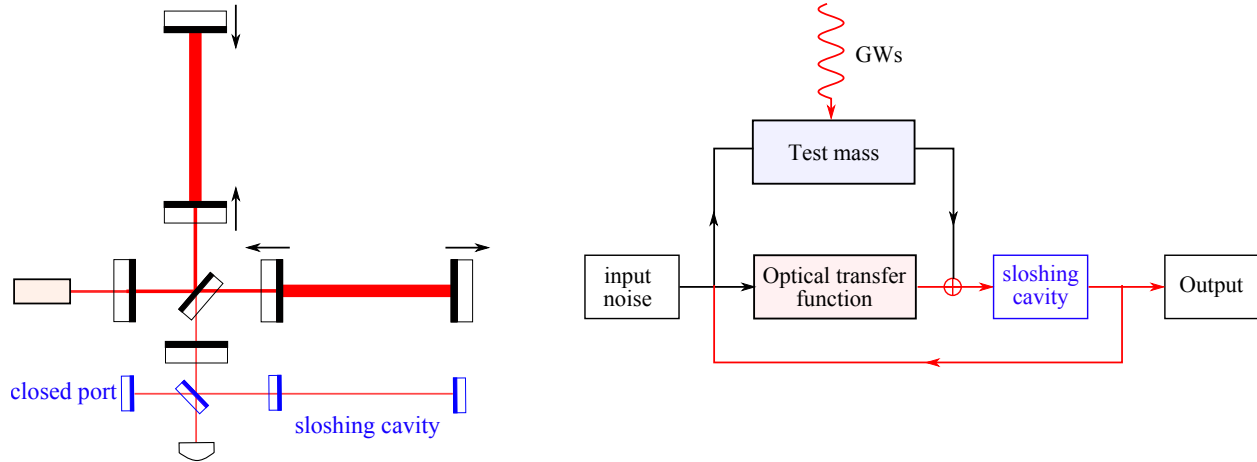 closed port
sloshing cavity
GWs
Test mass
input
noise
Optical transfer
function
sloshing
cavity
Output